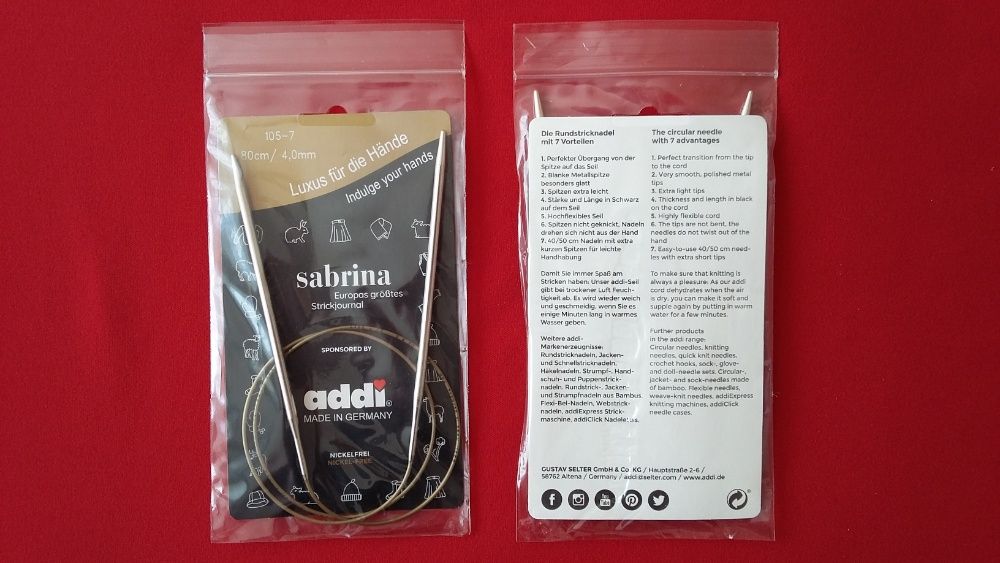 105-7
80cm/ 4,0mm
Luxus für die Hände
Indulge your hands
sabrina
Europas größtes
Strickjournal
SPONSORED BY
addi
MADE IN GERMANY
NICKELFREI
NICKEL-FREE
Die Rundstricknadel
mit 7 Vorteilen
1. Perfekter Übergang von der
Spitze auf das Seil
2. Blanke Metallspitze
besonders glatt
3. Spitzen extra leicht
4. Stärke und Länge in Schwarz
auf dem Seil
5. Hochflexibles Seil
6. Spitzen nicht geknickt, Nadeln
drehen sich nicht aus der Hand
7. 40/50 cm Nadeln mit extra
kurzen Spitzen für leichte
Handhabung
Damit Sie immer Spaß am
Stricken haben: Unser addi-Seil
gibt bei trockener Luft Feuch-
tigkeit ab. Es wird wieder weich
und geschmeidig, wenn Sie es
einige Minuten lang in warmes
Wasser geben.
Weitere addi-
Markenerzeugnisse:
Rundstricknadeln, Jacken-
und Schnellstricknadeln,
Häkelnadeln, Strumpf-, Hand-
schuh- und Puppenstrick-
nadeln, Rundstrick-, Jacken-
und Strumpfnadeln aus Bambus,
Flexi-Bel-Nadeln, Webstrick-
nadeln, addiExpress Strick-
maschine, addiClick Nadeletuis.
The circular needle
with 7 advantages
1. Perfect transition from the tip
to the cord
2. Very smooth, polished metal
tips
3. Extra light tips
4. Thickness and length in black
on the cord
5. Highly flexible cord
6. The tips are not bent, the
needles do not twist out of the
hand
7. Easy-to-use 40/50 cm need-
les with extra short tips
To make sure that knitting is
always a pleasure: As our addi
cord dehydrates when the air
is dry, you can make it soft and
supple again by putting in warm
water for a few minutes.
Further products
in the addi range:
Circular needles, knitting
needles, quick knit needles,
crochet hooks, sock-, glove-
and doll-needle sets, Circular-,
jacket- and sock-needles made
of bamboo. Flexible needles,
weave-knit needles, addiExpress
knitting machines, addiClick
needle cases.
GUSTAV SELTER GmbH & Co. KG / Hauptstraße 2-6 /
58762 Altena / Germany / addi@selter.com / www.addi.de